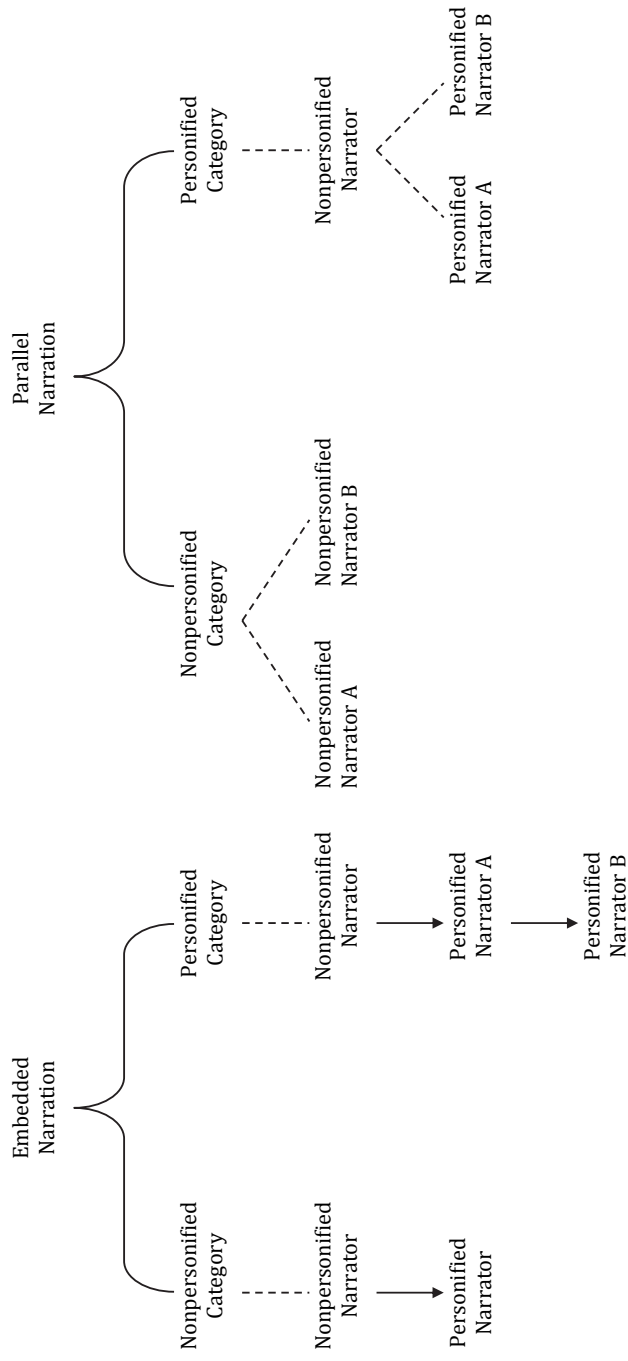 Embedded
Narration
Nonpersonified
Category
Nonpersonified
Narrator
Personified
Narrator
Personified
Category
Nonpersonified
Narrator
Personified
Narrator A
Personified
Narrator B
Parallel
Narration
Nonpersonified
Category
Nonpersonified
Narrator A
Nonpersonified
Narrator B
Personified
Category
Nonpersonified
Narrator
Personified
Narrator A
Personified
Narrator B